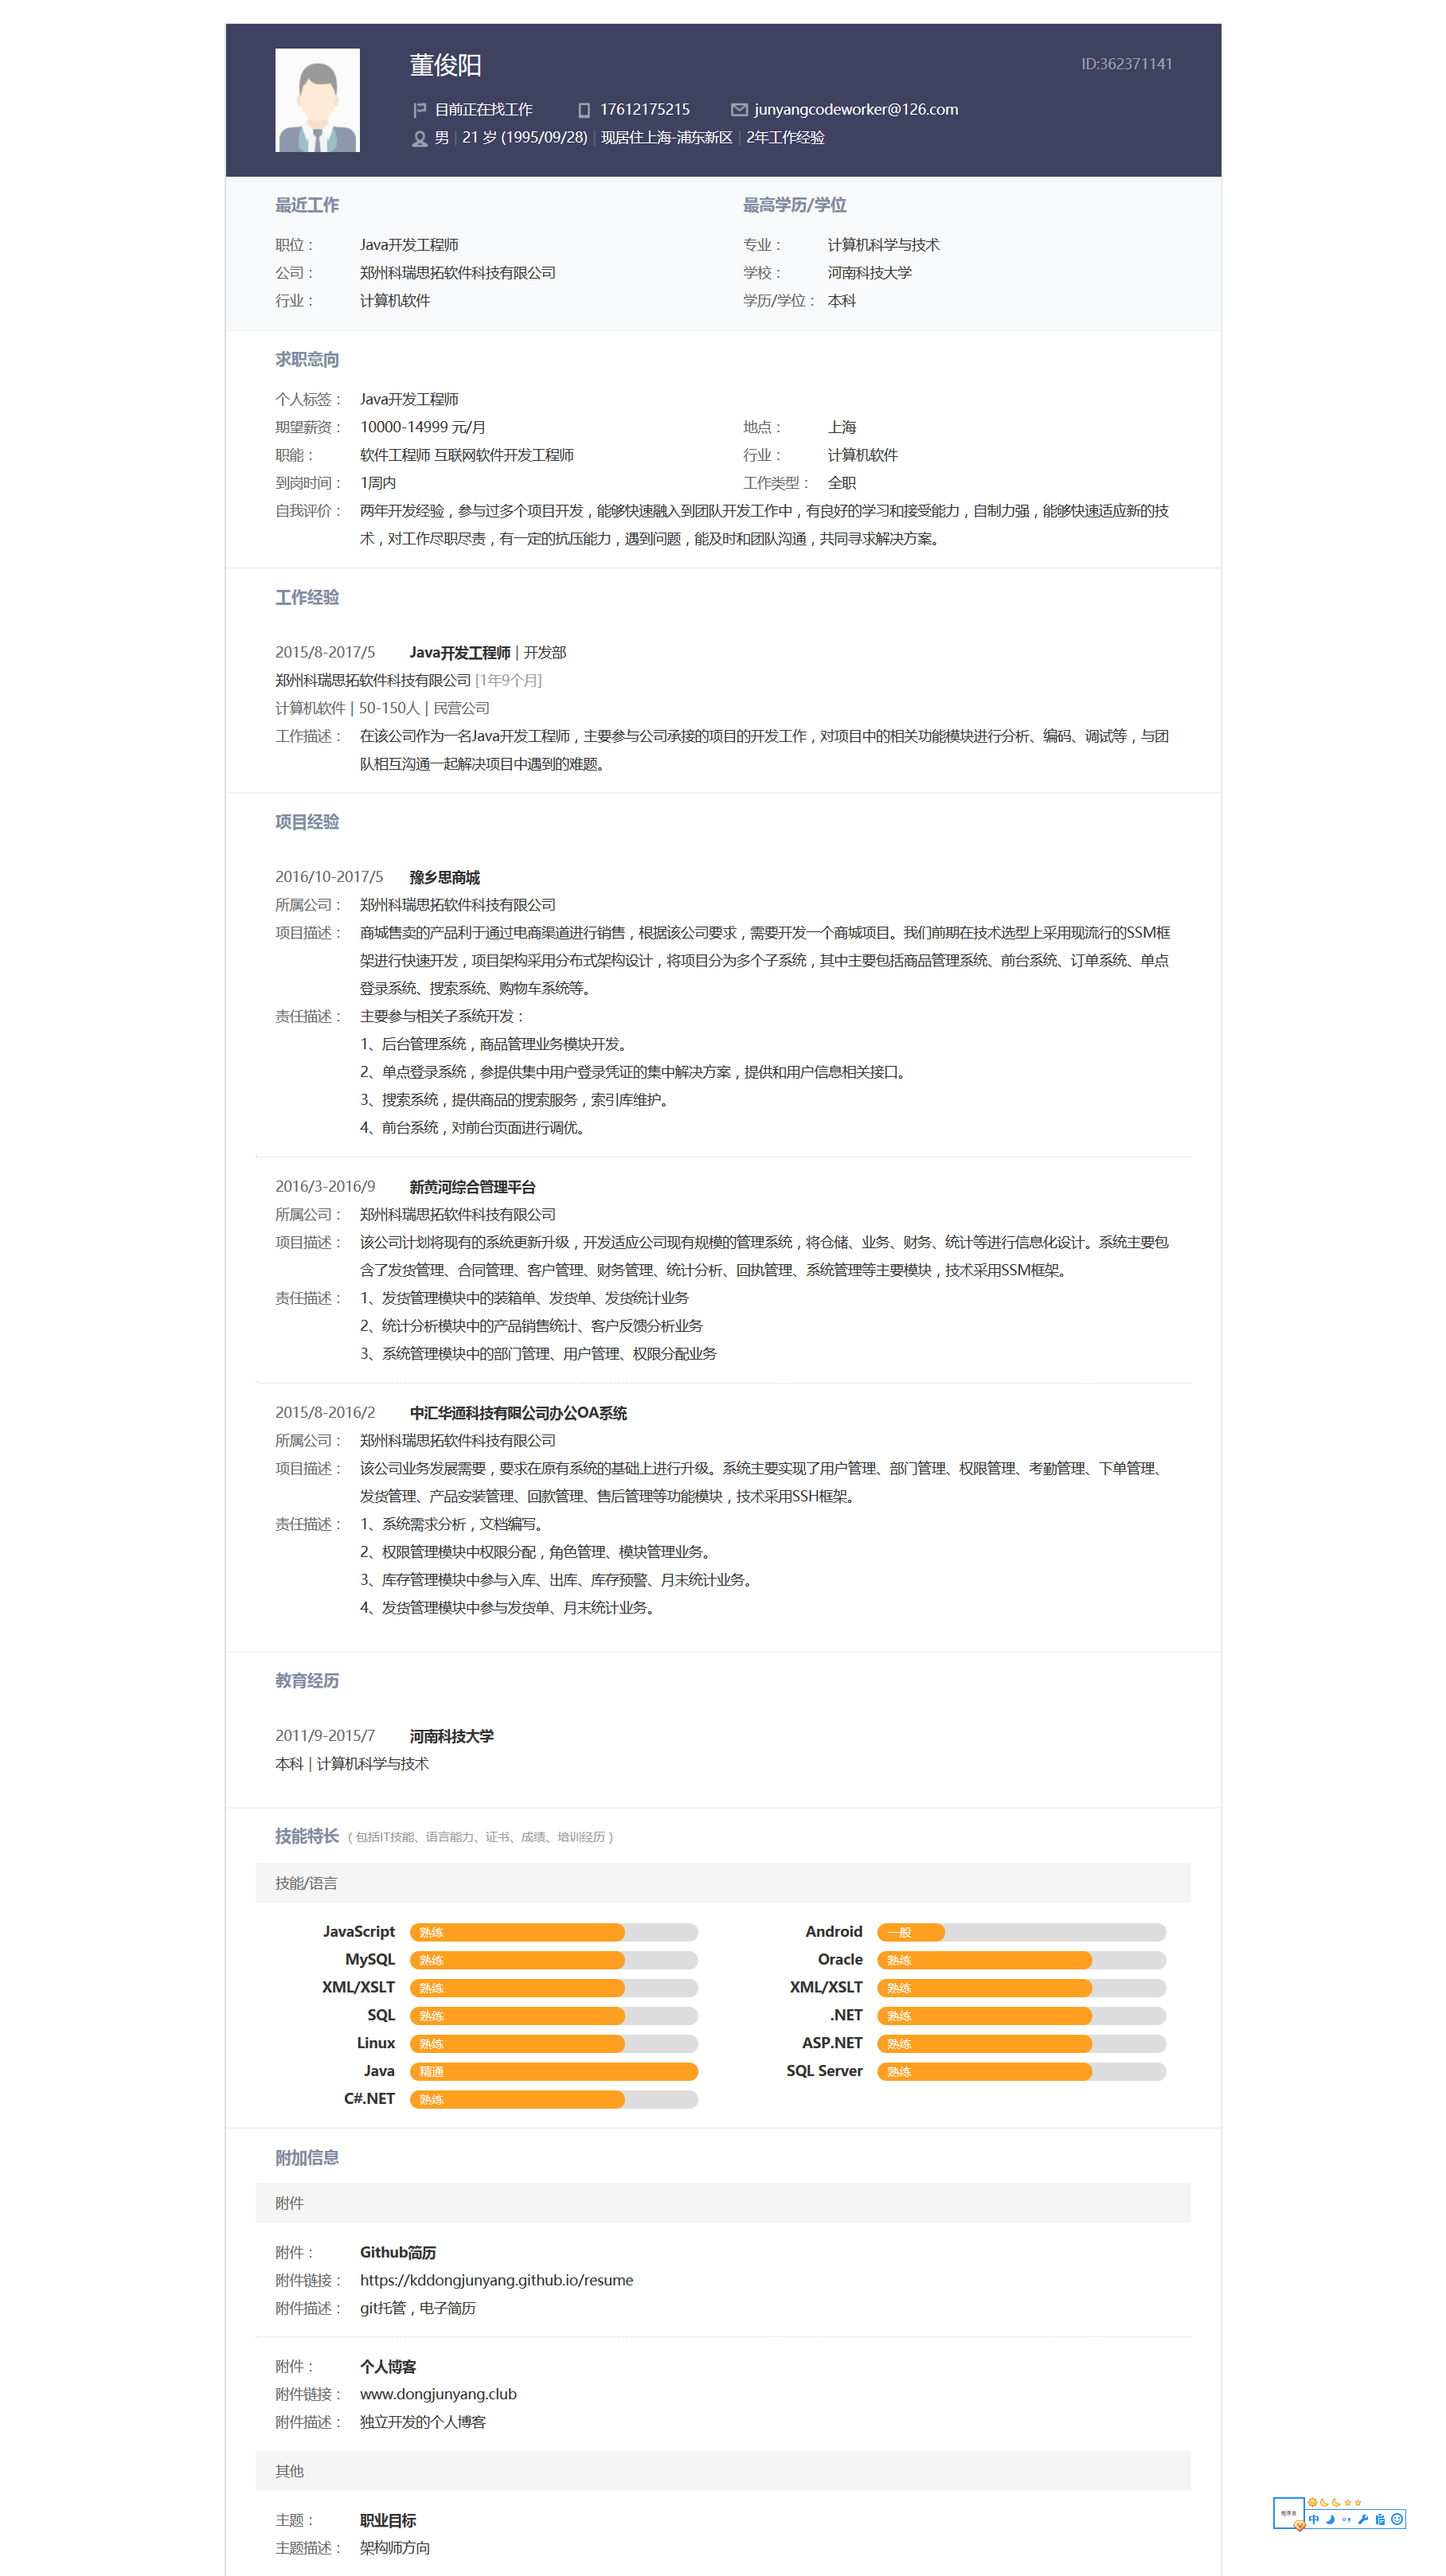 董俊阳
ID:362371141
目前正在找工作 17612175215 junyangcodeworker@126.com
男 | 21 岁 (1995/09/28) | 现居住上海-浦东新区 | 2年工作经验
最近工作 最高学历/学位
职位： Java开发工程师 专业： 计算机科学与技术
公司： 郑州科瑞思拓软件科技有限公司 学校： 河南科技大学
行业： 计算机软件 学历/学位： 本科
求职意向
个人标签： Java开发工程师
期望薪资： 10000-14999 元/月 地点： 上海
职能： 软件工程师 互联网软件开发工程师 行业： 计算机软件
到岗时间： 1周内 工作类型： 全职
自我评价： 两年开发经验，参与过多个项目开发，能够快速融入到团队开发工作中，有良好的学习和接受能力，自制力强，能够快速适应新的技
术，对工作尽职尽责，有一定的抗压能力，遇到问题，能及时和团队沟通，共同寻求解决方案。
工作经验
2015/8-2017/5 Java开发工程师 | 开发部
郑州科瑞思拓软件科技有限公司 [1年9个月]
计算机软件 | 50-150人 | 民营公司
工作描述： 在该公司作为一名Java开发工程师，主要参与公司承接的项目的开发工作，对项目中的相关功能模块进行分析、编码、调试等，与团
队相互沟通一起解决项目中遇到的难题。
项目经验
2016/10-2017/5 豫乡思商城
所属公司： 郑州科瑞思拓软件科技有限公司
项目描述： 商城售卖的产品利于通过电商渠道进行销售，根据该公司要求，需要开发一个商城项目。我们前期在技术选型上采用现流行的SSM框
架进行快速开发，项目架构采用分布式架构设计，将项目分为多个子系统，其中主要包括商品管理系统、前台系统、订单系统、单点
登录系统、搜索系统、购物车系统等。
责任描述： 主要参与相关子系统开发：
1、后台管理系统，商品管理业务模块开发。
2、单点登录系统，参提供集中用户登录凭证的集中解决方案，提供和用户信息相关接口。
3、搜索系统，提供商品的搜索服务，索引库维护。
4、前台系统，对前台页面进行调优。
2016/3-2016/9 新黄河综合管理平台
所属公司： 郑州科瑞思拓软件科技有限公司
项目描述： 该公司计划将现有的系统更新升级，开发适应公司现有规模的管理系统，将仓储、业务、财务、统计等进行信息化设计。系统主要包
含了发货管理、合同管理、客户管理、财务管理、统计分析、回执管理、系统管理等主要模块，技术采用SSM框架。
责任描述： 1、发货管理模块中的装箱单、发货单、发货统计业务
2、统计分析模块中的产品销售统计、客户反馈分析业务
3、系统管理模块中的部门管理、用户管理、权限分配业务
2015/8-2016/2 中汇华通科技有限公司办公OA系统
所属公司： 郑州科瑞思拓软件科技有限公司
项目描述： 该公司业务发展需要，要求在原有系统的基础上进行升级。系统主要实现了用户管理、部门管理、权限管理、考勤管理、下单管理、
发货管理、产品安装管理、回款管理、售后管理等功能模块，技术采用SSH框架。
责任描述： 1、系统需求分析，文档编写。
2、权限管理模块中权限分配，角色管理、模块管理业务。
3、库存管理模块中参与入库、出库、库存预警、月末统计业务。
4、发货管理模块中参与发货单、月末统计业务。
教育经历
2011/9-2015/7 河南科技大学
本科 | 计算机科学与技术
技能特长 （包括IT技能、语言能力、证书、成绩、培训经历）
技能/语言
JavaScript 熟练 Android 一般
MySQL 熟练 Oracle 熟练
XML/XSLT 熟练 XML/XSLT 熟练
SQL 熟练 .NET 熟练
Linux 熟练 ASP.NET 熟练
Java 精通 SQL Server 熟练
C#.NET 熟练
附加信息
附件
附件： Github简历
附件链接： https://kddongjunyang.github.io/resume
附件描述： git托管，电子简历
附件： 个人博客
附件链接： www.dongjunyang.club
附件描述： 独立开发的个人博客
其他
主题： 职业目标
主题描述： 架构师方向
程序员
中